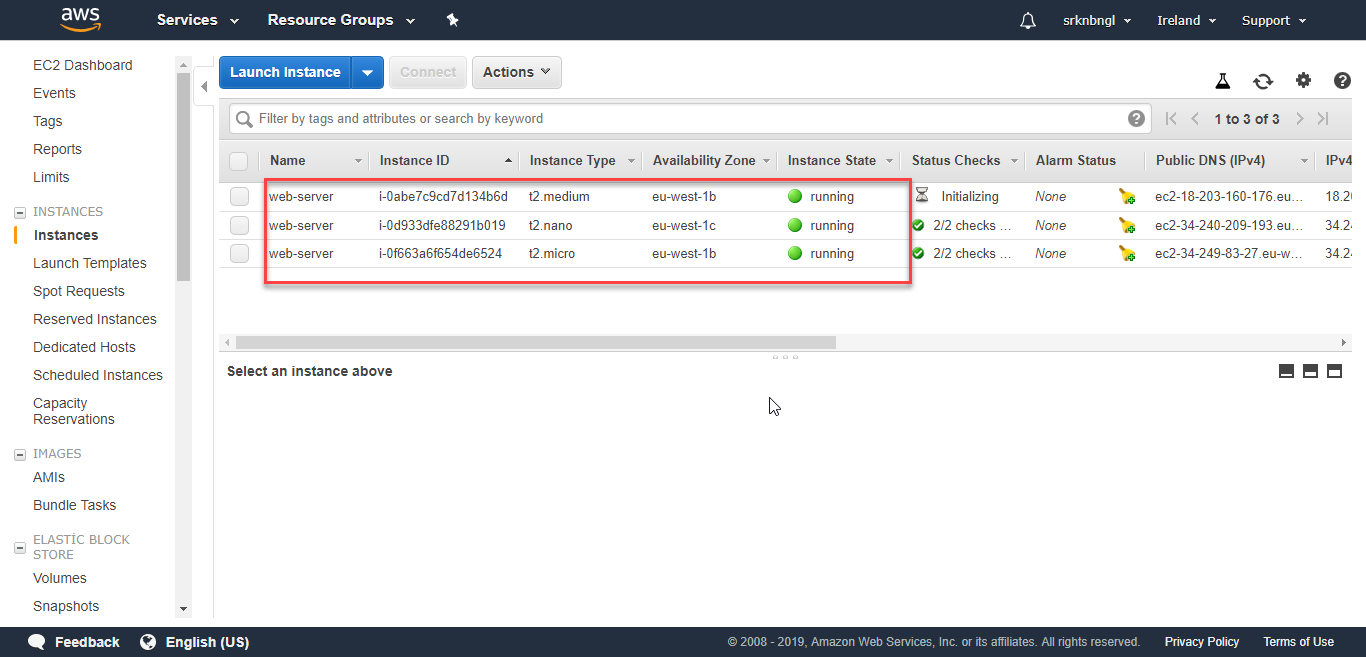 aws Services Resource Groups srknbngl Ireland Support
EC2 Dashboard
Events
Tags
Reports
Limits
INSTANCES
Instances
Launch Templates
Spot Requests
Reserved Instances
Dedicated Hosts
Scheduled Instances
Capacity
Reservations
IMAGES
AMIs
Bundle Tasks
ELASTİC BLOCK
STORE
Volumes
Snapshots
Launch Instance Connect Actions
Filter by tags and attributes or search by keyword 1 to 3 of 3
Name Instance ID Instance Type Availability Zone Instance State Status Checks Alarm Status Public DNS (IPv4) IPv4
web-server i-0abe7c9cd7d134b6d t2.medium eu-west-1b running Initializing None ec2-18-203-160-176.eu... 18.20
web-server i-0d933dfe88291b019 t2.nano eu-west-1c running 2/2 checks ... None ec2-34-240-209-193.eu... 34.24
web-server i-0f663a6f654de6524 t2.micro eu-west-1b running 2/2 checks ... None ec2-34-249-83-27.eu-w... 34.24
Select an instance above
Feedback English (US) © 2008 - 2019, Amazon Web Services, Inc. or its affiliates. All rights reserved. Privacy Policy Terms of Use